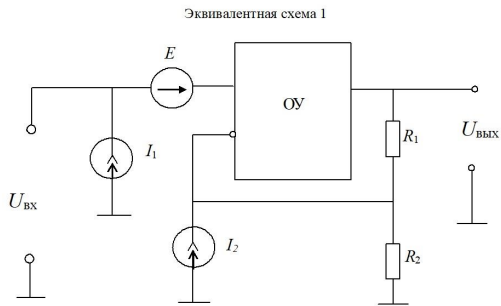 Эквивалентная схема 1
E
ОУ
I₁
R₁
Uвых
Uвх
I₂
R₂